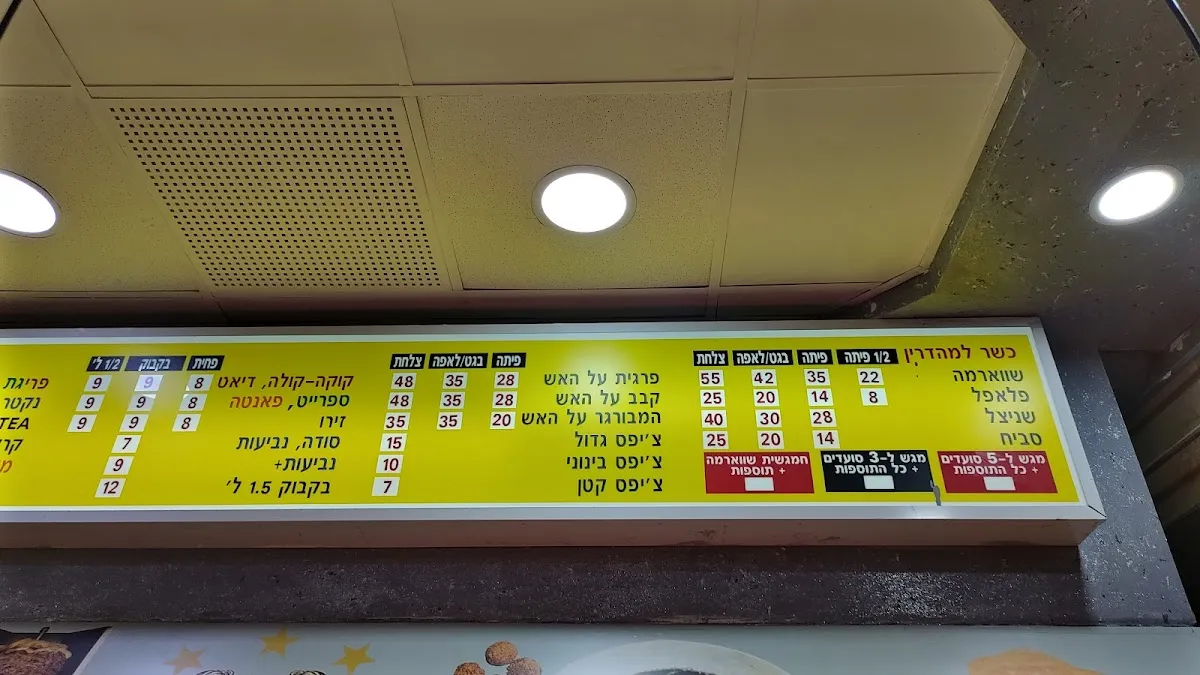 כשר למהדרין 1/2 פיתה פיתה בגט/לאפה צלחת
שווארמה 22 35 42 55
פלאפל 8 14 20 25
שניצל 28 30 40
סביח 14 20 25
מגש ל-5 סועדים
+ כל התוספות
מגש ל-3 סועדים
+ כל התוספות
חמגשית שווארמה
+ תוספות
פיתה בגט/לאפה צלחת
פרגית על האש 28 35 48
קבב על האש 28 35 48
המבורגר על האש 20 35 35
צ'יפס גדול 15
צ'יפס בינוני 10
צ'יפס קטן 7
פחית בקבוק 1/2 ל'
קוקה-קולה, דיאט 8 9 9
ספרייט, פאנטה 8 9 9
זירו 8 9 9
סודה, נביעות 7
נביעות+ 9
בקבוק 1.5 ל' 12
פריגת
נקטר
TEA